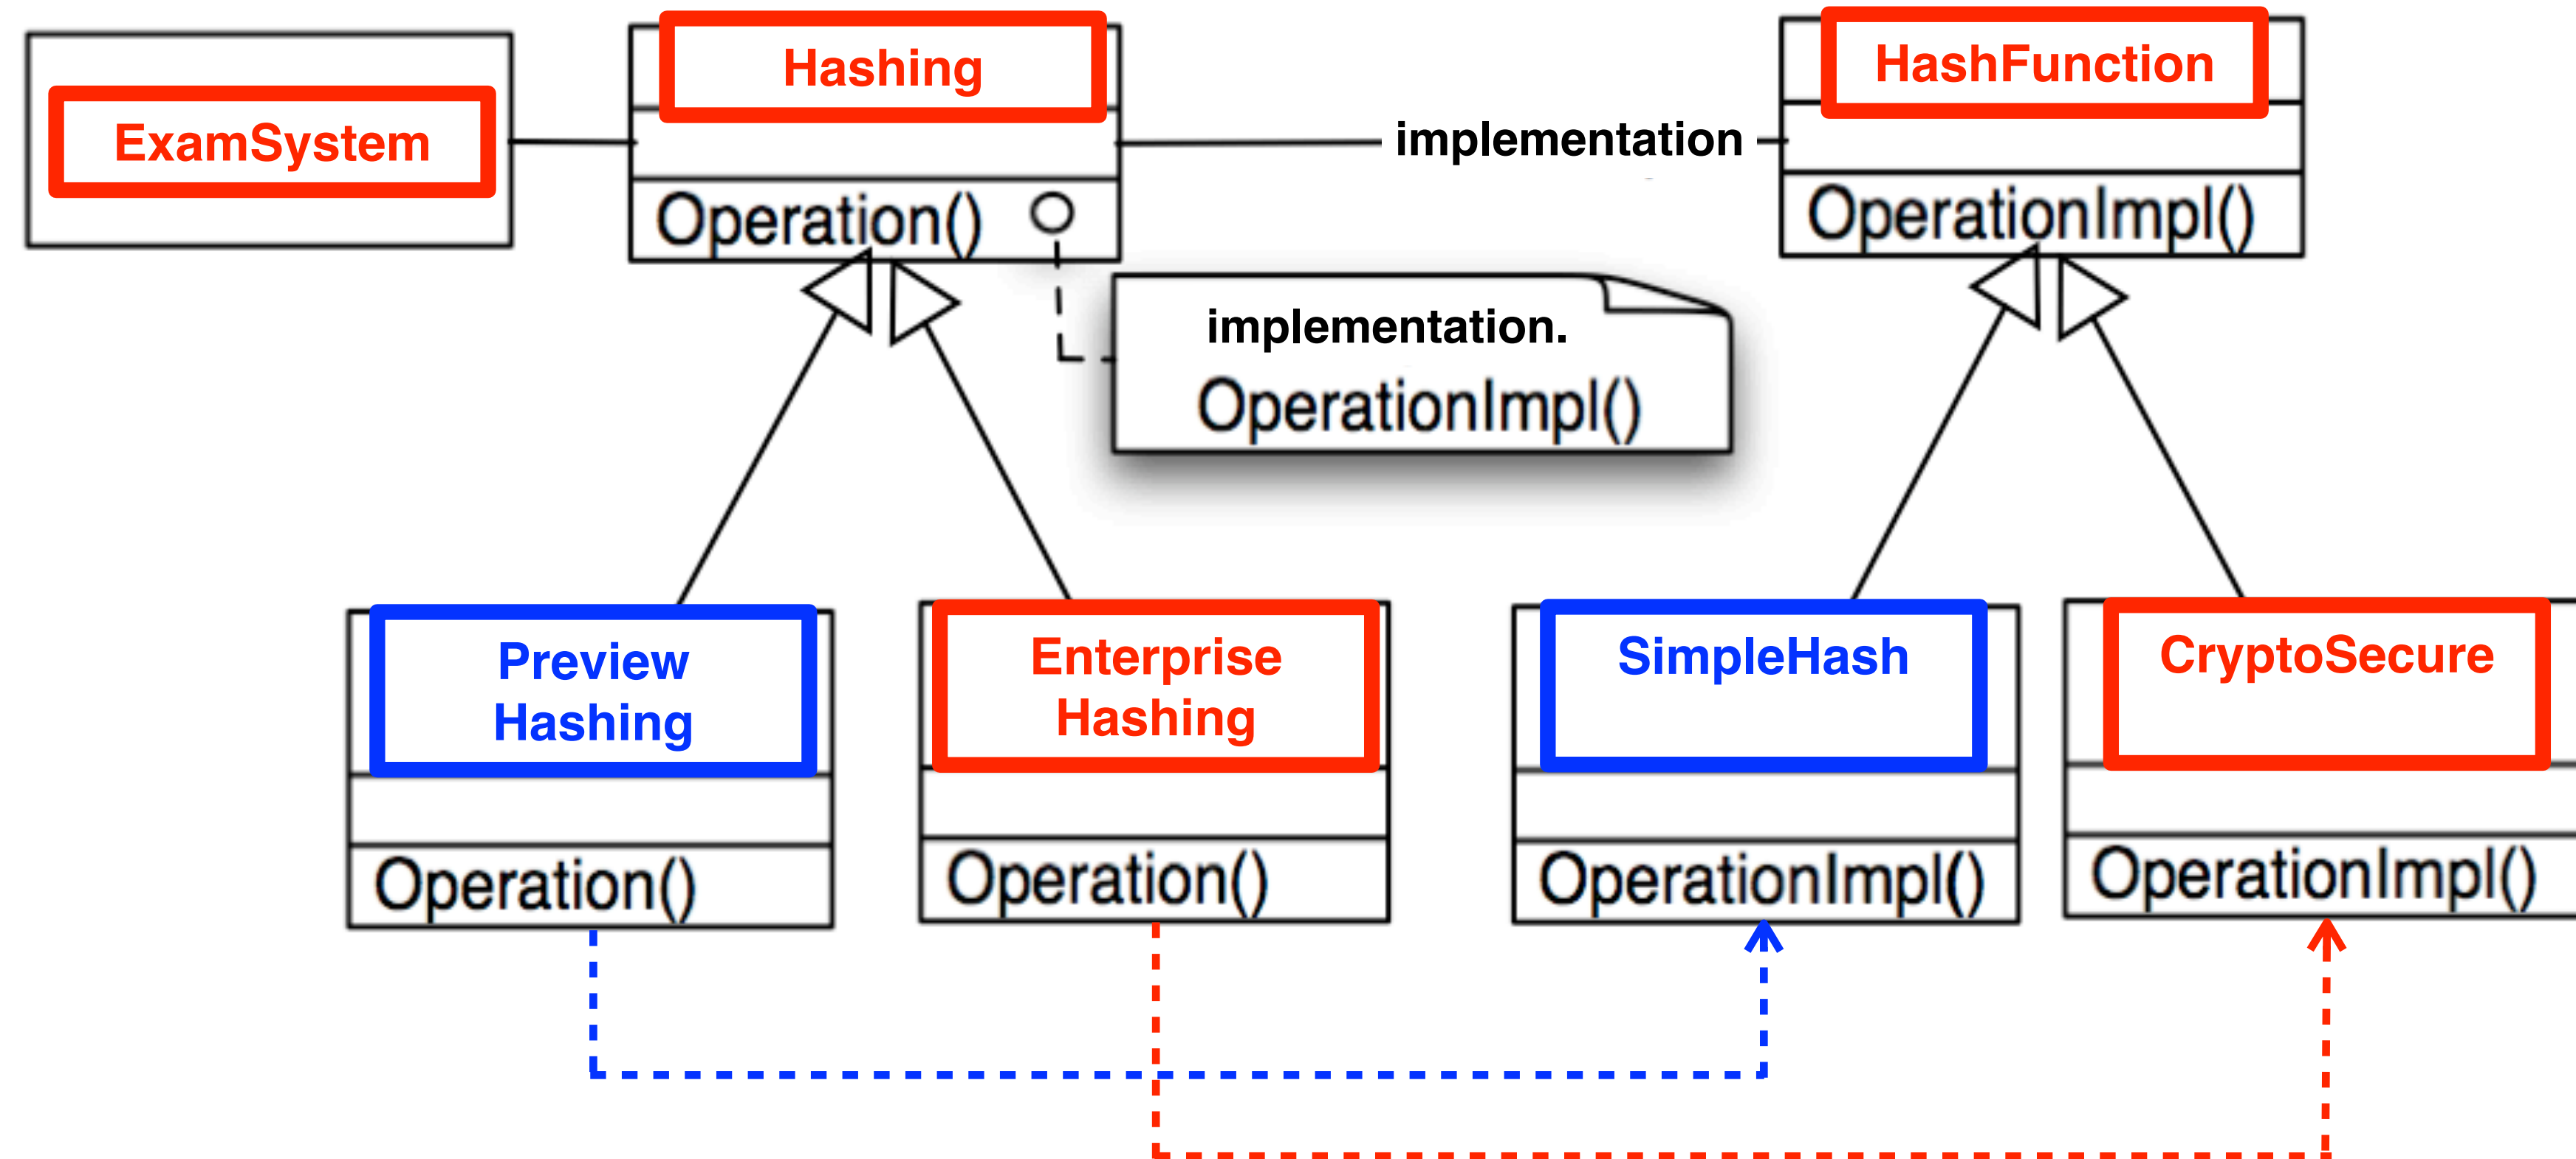 Hashing
HashFunction
ExamSystem
implementation
Operation()
OperationImpl()
implementation.
OperationImpl()
Preview
Hashing
Enterprise
Hashing
SimpleHash
CryptoSecure
Operation()
Operation()
OperationImpl()
OperationImpl()